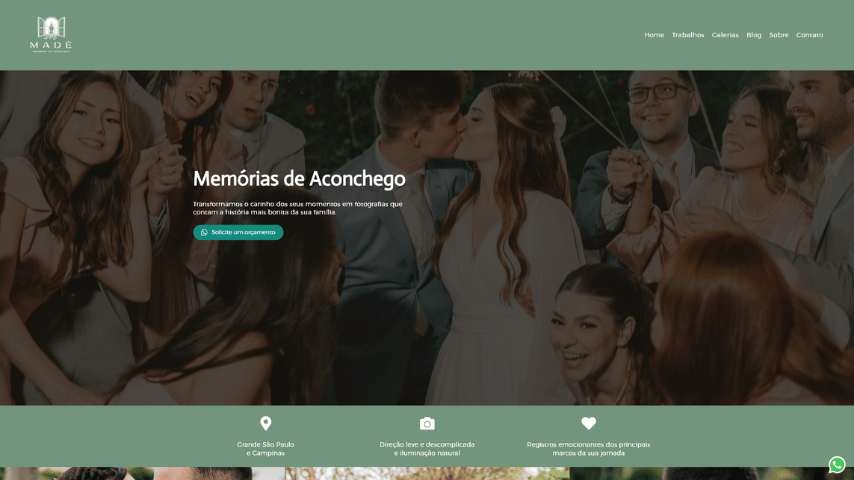 MADÊ
Home
Trabalhos
Galerias
Blog
Sobre
Contato
Memórias de Aconchego
Transformamos o carinho dos seus momentos em fotografias que
contam a história mais bonita da sua família.
Solicite um orçamento
Grande São Paulo
e Campinas
Direção leve e descomplicada
e iluminação natural
Registros emocionantes dos principais
marcos da sua jornada